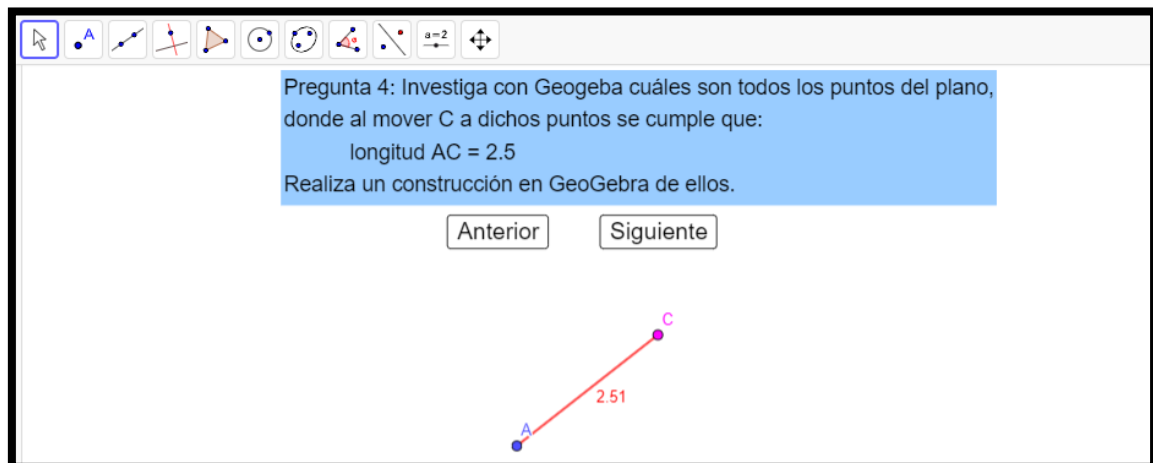 A
a=2
Pregunta 4: Investiga con Geogeba cuáles son todos los puntos del plano,
donde al mover C a dichos puntos se cumple que:
longitud AC = 2.5
Realiza un construcción en GeoGebra de ellos.
Anterior Siguiente
C
2.51
A